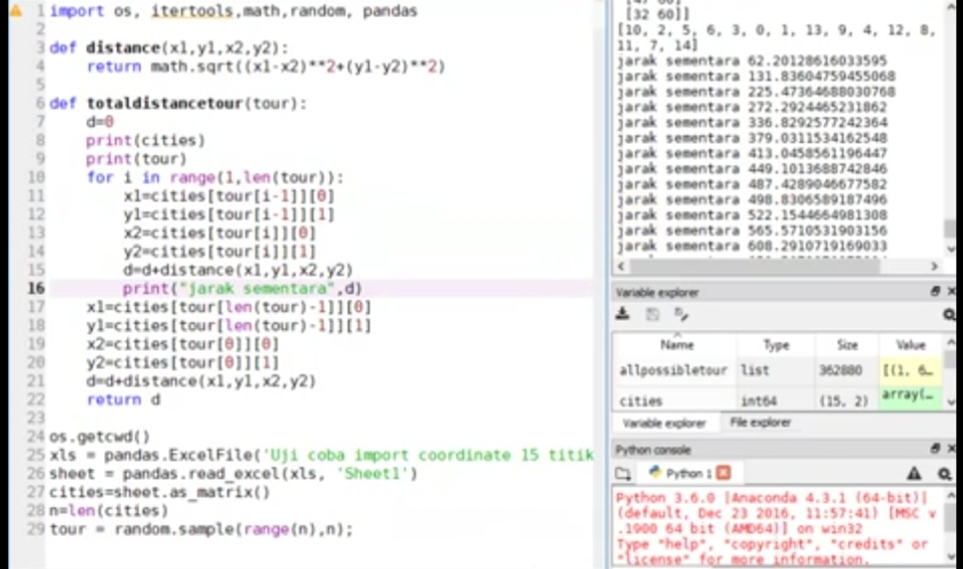 1 import os, itertools,math,random, pandas
2
3 def distance(x1,y1,x2,y2):
4 return math.sqrt((x1-x2)**2+(y1-y2)**2)
5
6 def totaldistancetour(tour):
7 d=0
8 print(cities)
9 print(tour)
10 for i in range(1,len(tour)):
11 x1=cities[tour[i-1]][0]
12 y1=cities[tour[i-1]][1]
13 x2=cities[tour[i]][0]
14 y2=cities[tour[i]][1]
15 d=d+distance(x1,y1,x2,y2)
16 print("jarak sementara",d)
17 x1=cities[tour[len(tour)-1]][0]
18 y1=cities[tour[len(tour)-1]][1]
19 x2=cities[tour[0]][0]
20 y2=cities[tour[0]][1]
21 d=d+distance(x1,y1,x2,y2)
22 return d
23
24 os.getcwd()
25 xls = pandas.ExcelFile('Uji coba import coordinate 15 titik
26 sheet = pandas.read_excel(xls, 'Sheet1')
27 cities=sheet.as_matrix()
28 n=len(cities)
29 tour = random.sample(range(n),n);
[32 60]]
[10, 2, 5, 6, 3, 0, 1, 13, 9, 4, 12, 8,
11, 7, 14]
jarak sementara 62.20128616033595
jarak sementara 131.83604759455068
jarak sementara 225.47364688030768
jarak sementara 272.2924465231862
jarak sementara 336.8292577242364
jarak sementara 379.0311534162548
jarak sementara 413.0458561196447
jarak sementara 449.1013688742846
jarak sementara 487.4289046677582
jarak sementara 498.8306589187496
jarak sementara 522.1544664981308
jarak sementara 565.5710531903156
jarak sementara 608.2910719169033
Variable explorer
Name Type Size Value
allpossibletour list 362880 [(1, 6…
cities int64 (15, 2) array(…
Variable explorer File explorer
Python console
Python 1
Python 3.6.0 |Anaconda 4.3.1 (64-bit)|
(default, Dec 23 2016, 11:57:41) [MSC v
.1900 64 bit (AMD64)] on win32
Type "help", "copyright", "credits" or
"license" for more information.